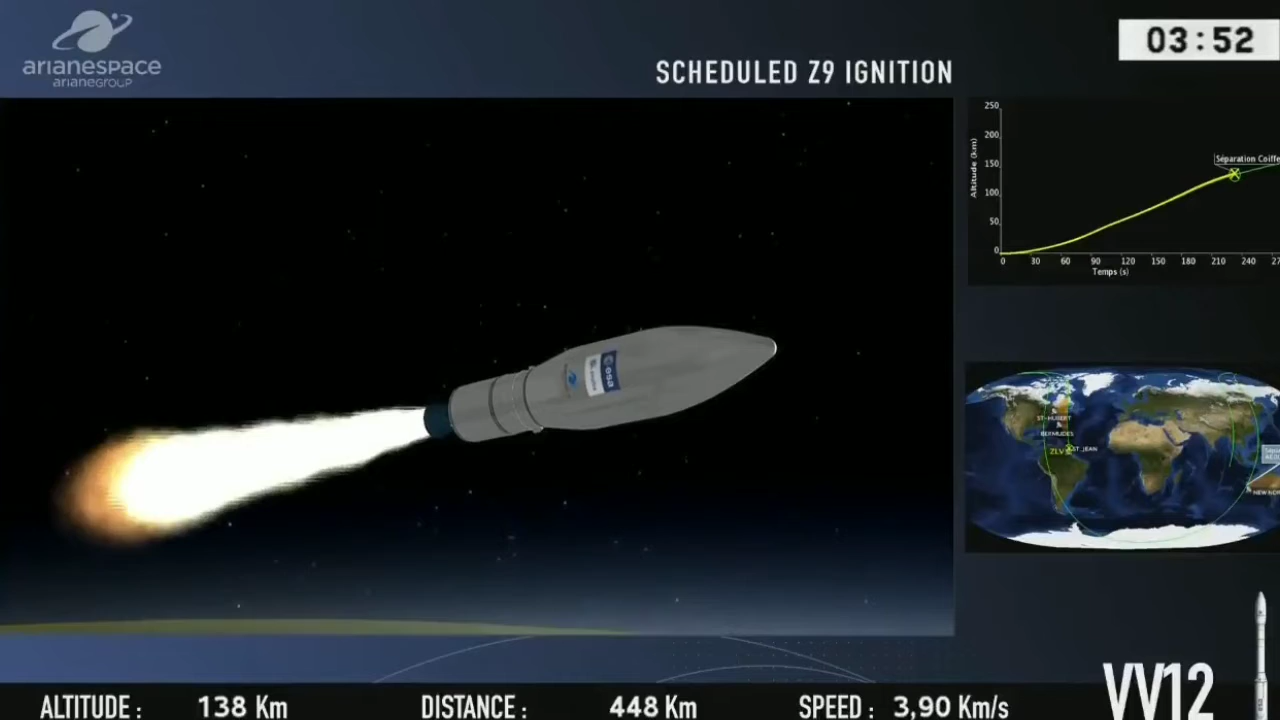 arianespace
arianeGROUP
SCHEDULED Z9 IGNITION
03:52
250
200
150
100
50
0
Altitude (km)
Séparation Coiffe
0 30 60 90 120 150 180 210 240 27
Temps (s)
esa
ST-HUBERT
BERMUDES
ZLV
ST_JEAN
NEW NOR
ALTITUDE : 138 Km
DISTANCE : 448 Km
SPEED : 3,90 Km/s
VV12